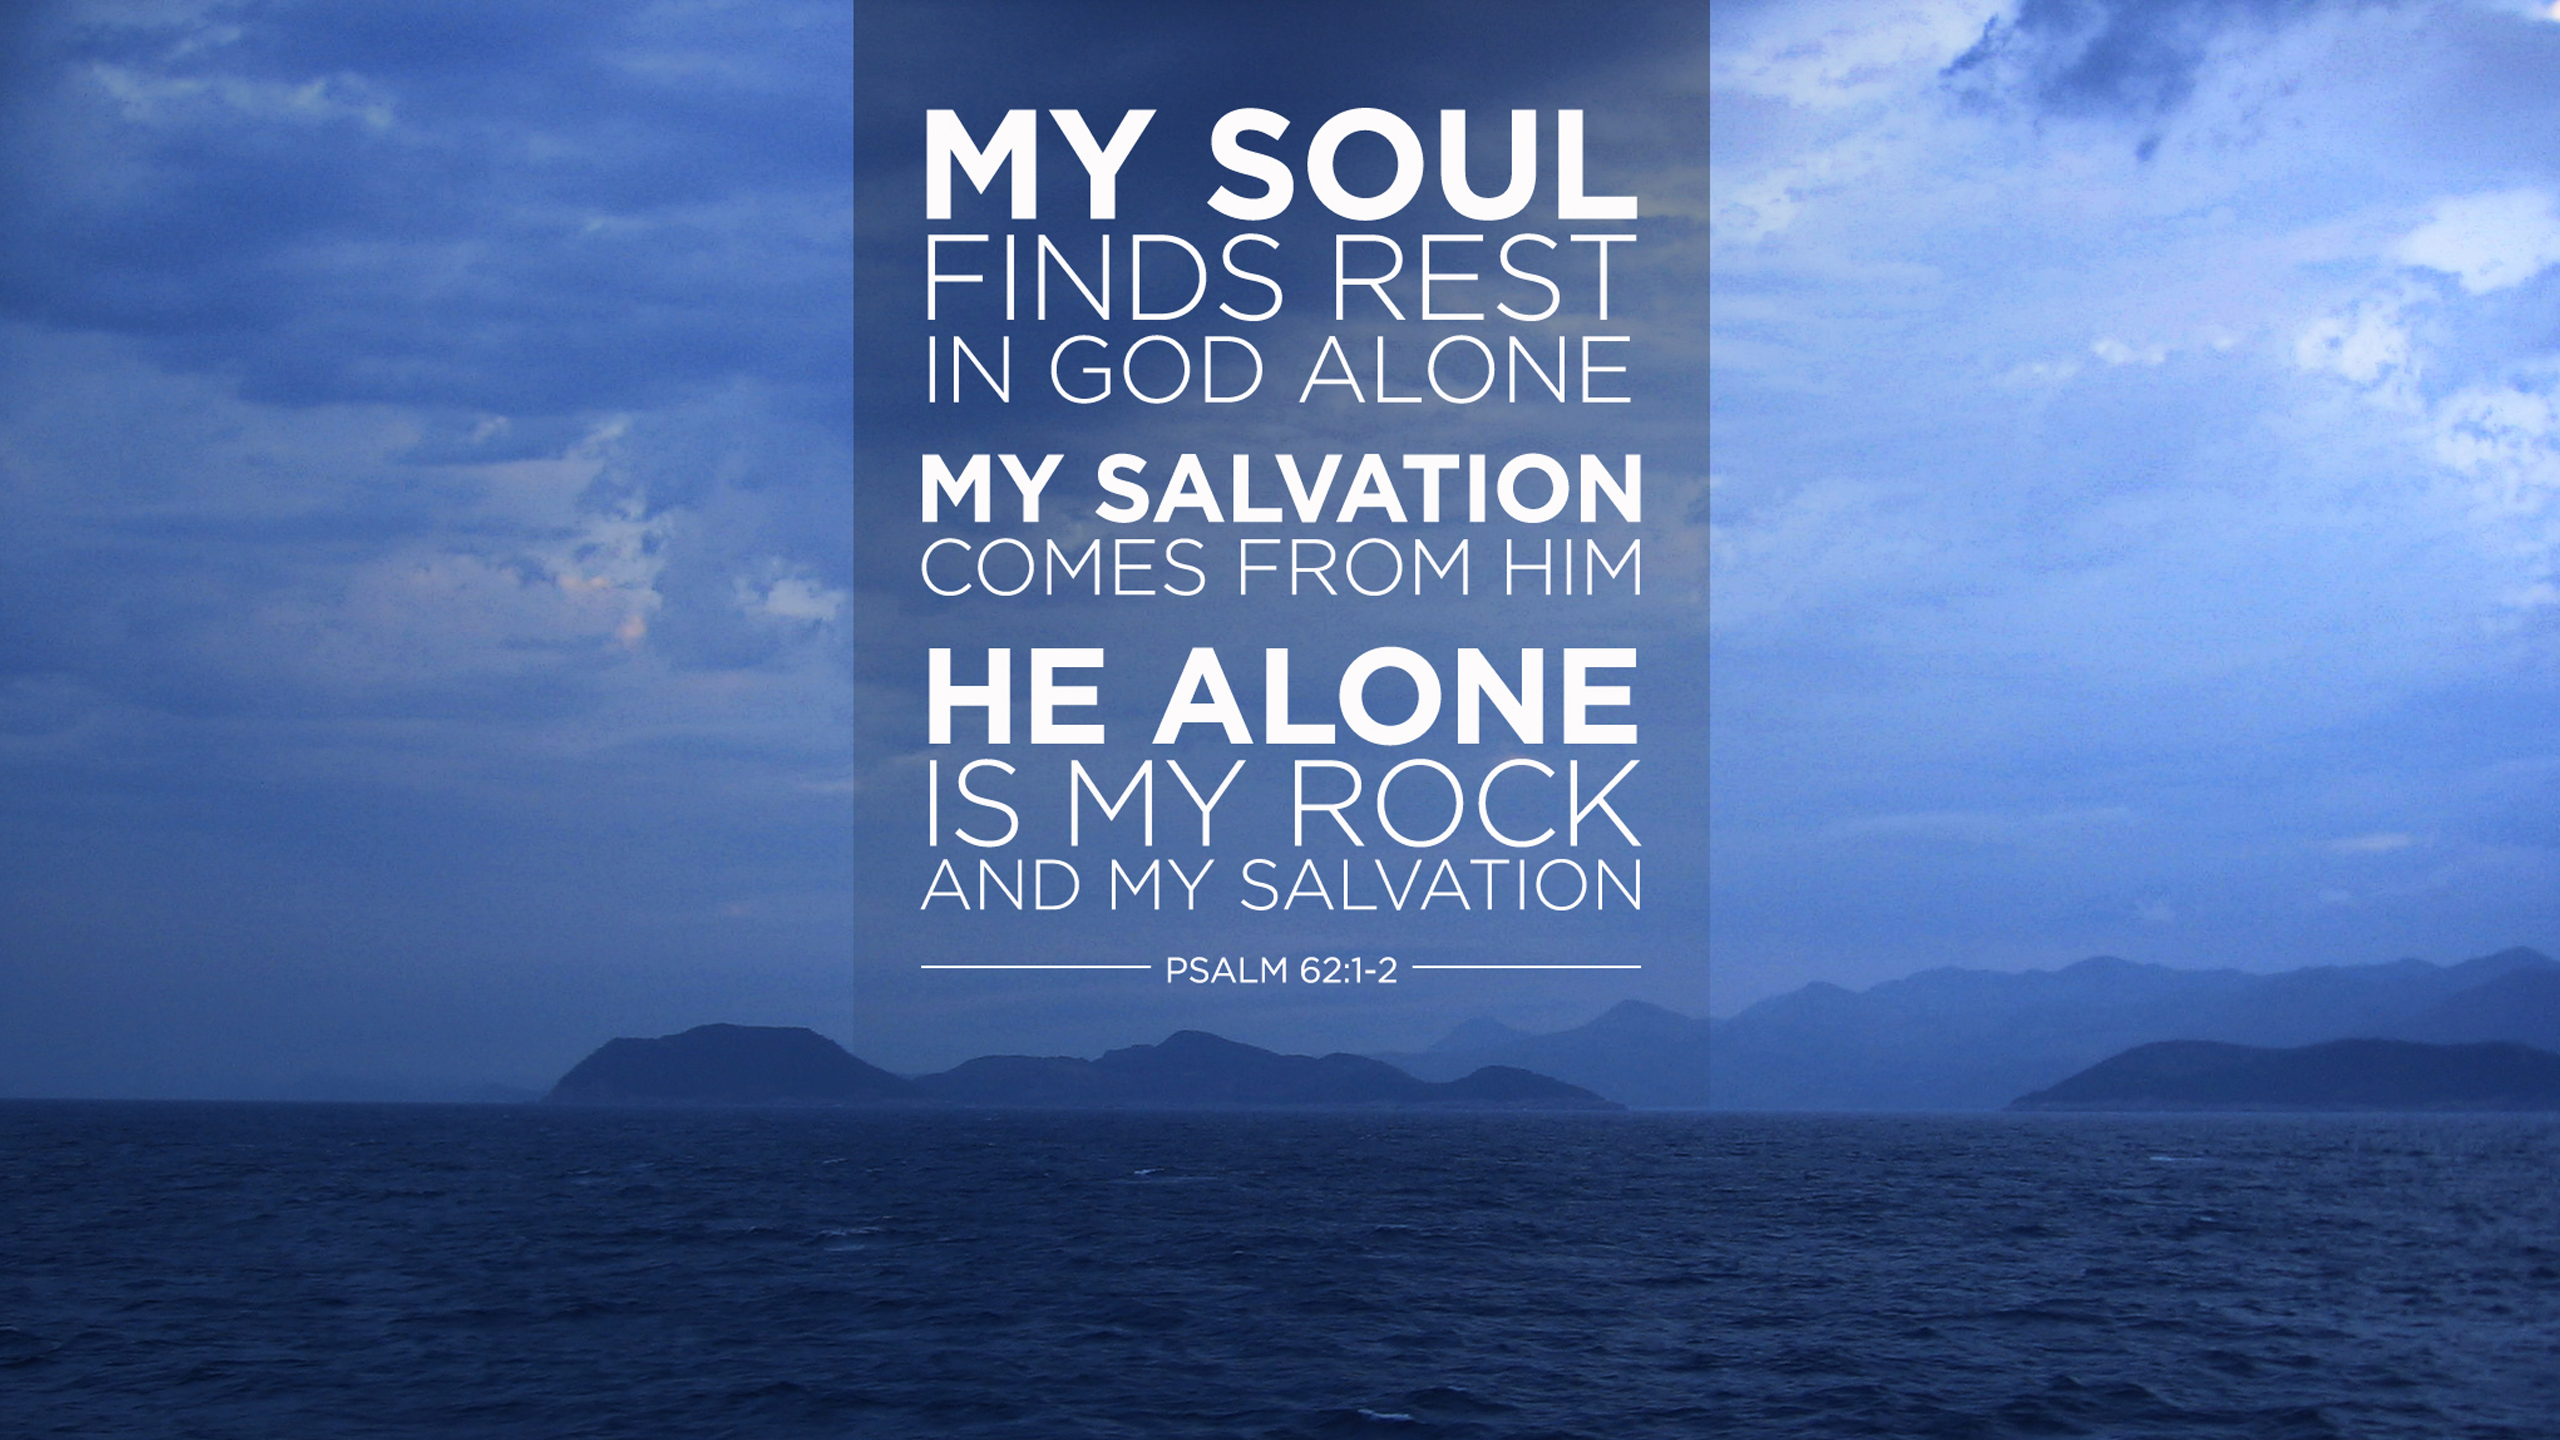 MY SOUL
FINDS REST
IN GOD ALONE
MY SALVATION
COMES FROM HIM
HE ALONE
IS MY ROCK
AND MY SALVATION
PSALM 62:1-2